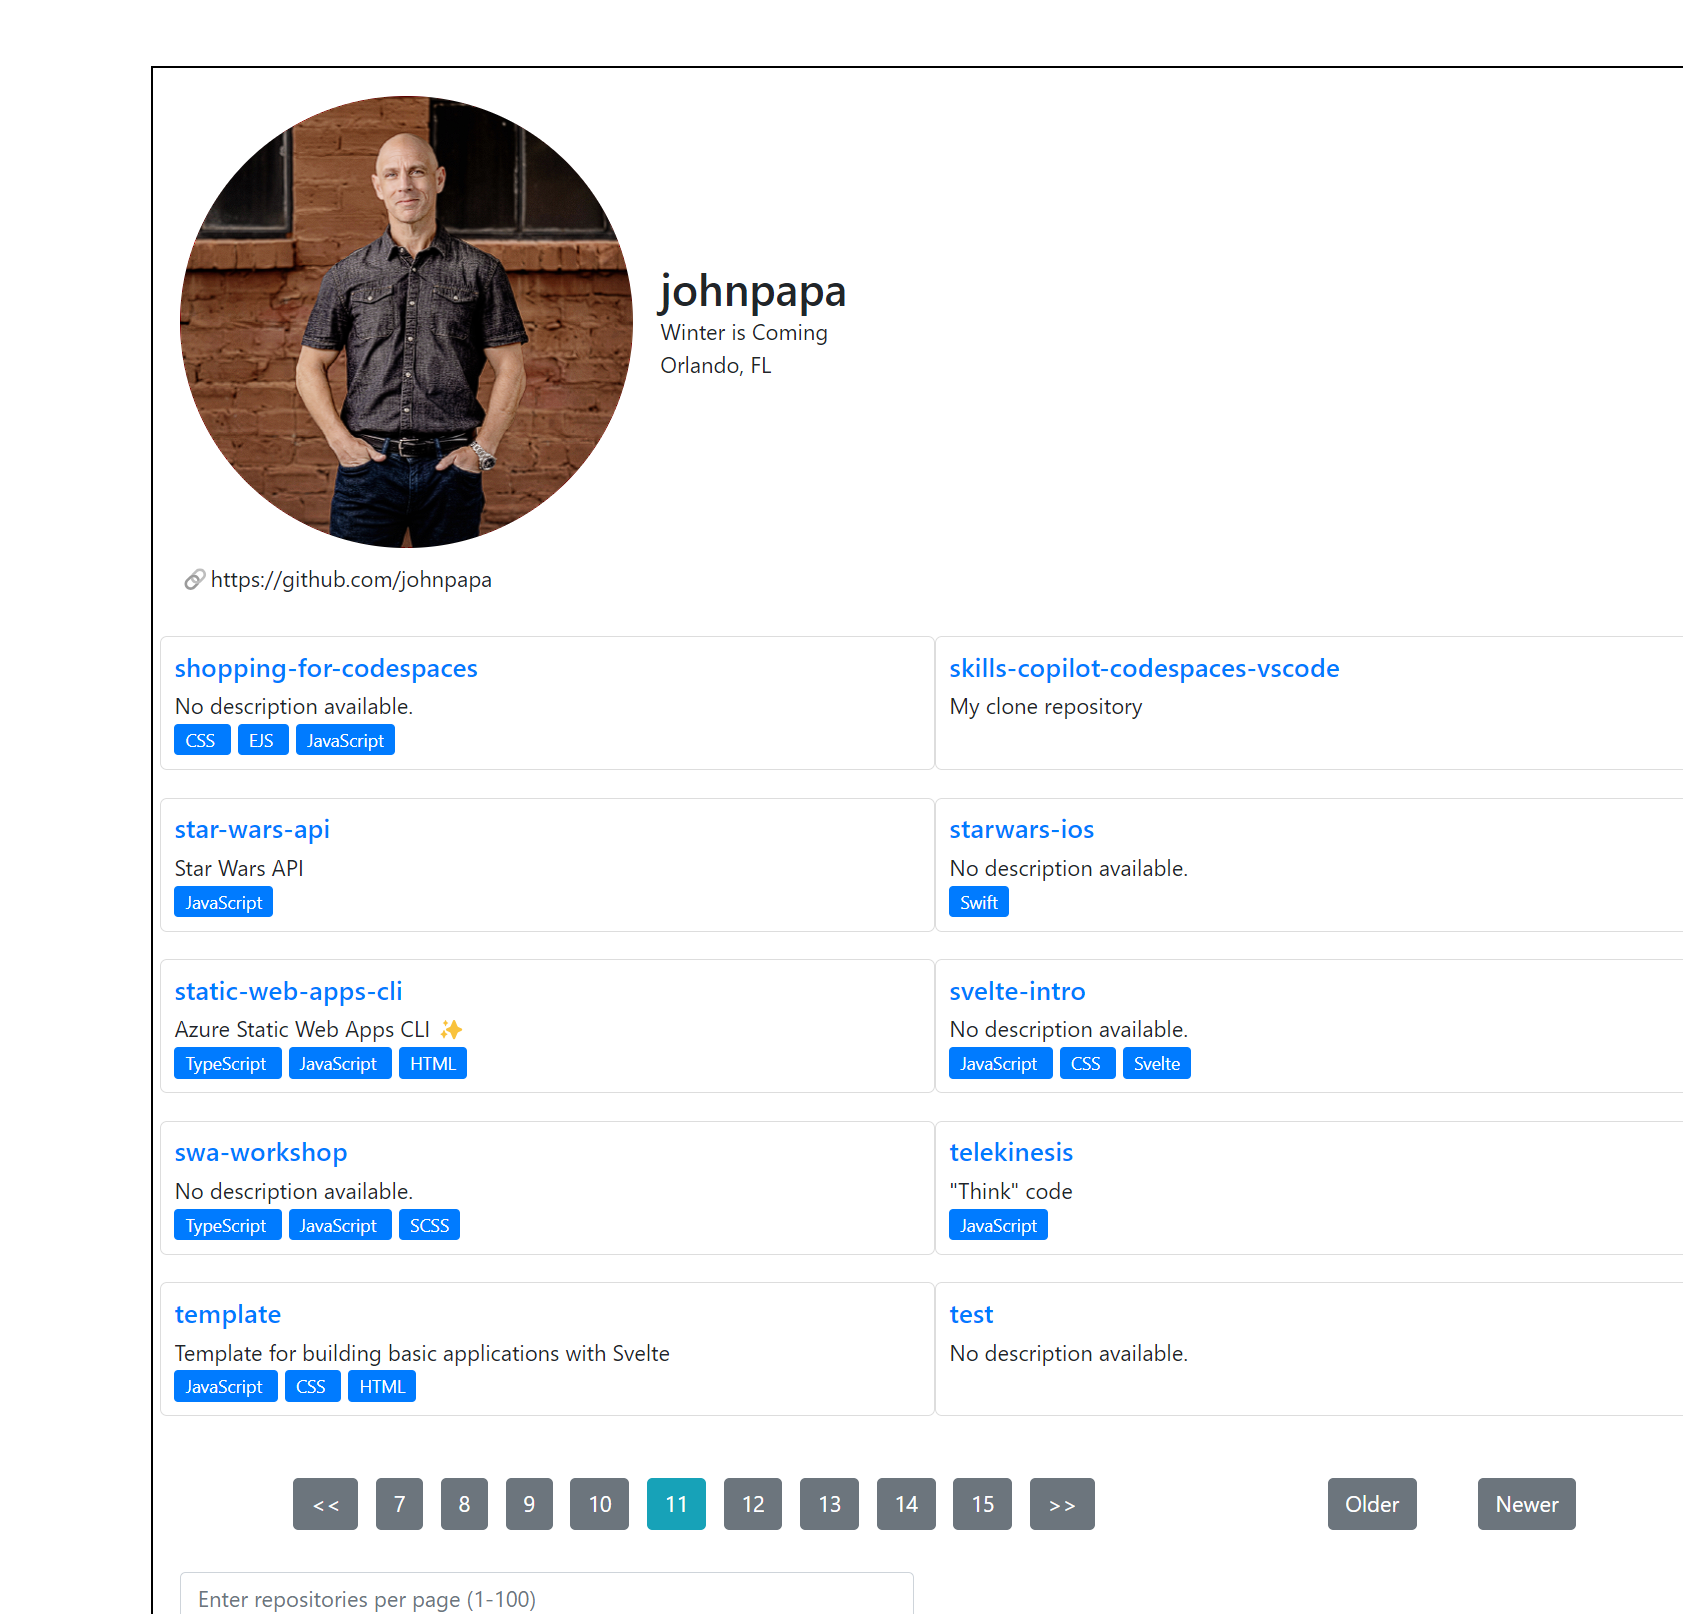 johnpapa
Winter is Coming
Orlando, FL
https://github.com/johnpapa
shopping-for-codespaces
No description available.
CSS EJS JavaScript
skills-copilot-codespaces-vscode
My clone repository
star-wars-api
Star Wars API
JavaScript
starwars-ios
No description available.
Swift
static-web-apps-cli
Azure Static Web Apps CLI ✨
TypeScript JavaScript HTML
svelte-intro
No description available.
JavaScript CSS Svelte
swa-workshop
No description available.
TypeScript JavaScript SCSS
telekinesis
"Think" code
JavaScript
template
Template for building basic applications with Svelte
JavaScript CSS HTML
test
No description available.
<< 7 8 9 10 11 12 13 14 15 >> Older Newer
Enter repositories per page (1-100)